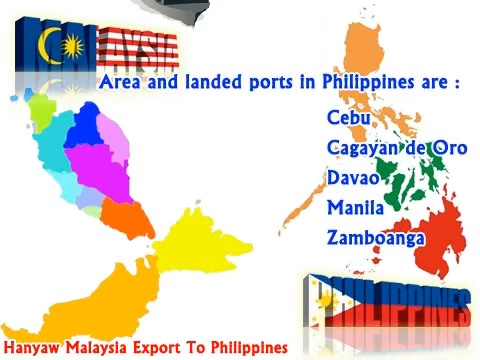 MALAYSIA
Area and landed ports in Philippines are :
Cebu
Cagayan de Oro
Davao
Manila
Zamboanga
PHILIPPINES
Hanyaw Malaysia Export To Philippines